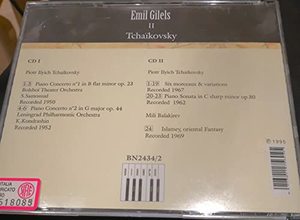 Emil Gilels
II
Tchaikovsky
CD I
Piotr Ilyich Tchaikovsky
1-3 Piano Concerto n°1 in B flat minor op. 23
Bolshoi Theatre Orchestra
S.Samosud
Recorded 1950
4-6 Piano Concerto n°2 in G major op. 44
Leningrad Philharmonic Orchestra
K.Kondrashin
Recorded 1952
CD II
Piotr Ilyich Tchaikovsky
1-19 Six morceaux & variations
Recorded 1967
20-23 Piano Sonata in C sharp minor op.80
Recorded 1962
Mili Balakirev
24 Islamey, oriental Fantasy
Recorded 1969
℗ 1995
BN2434/2
ITALIA
518089